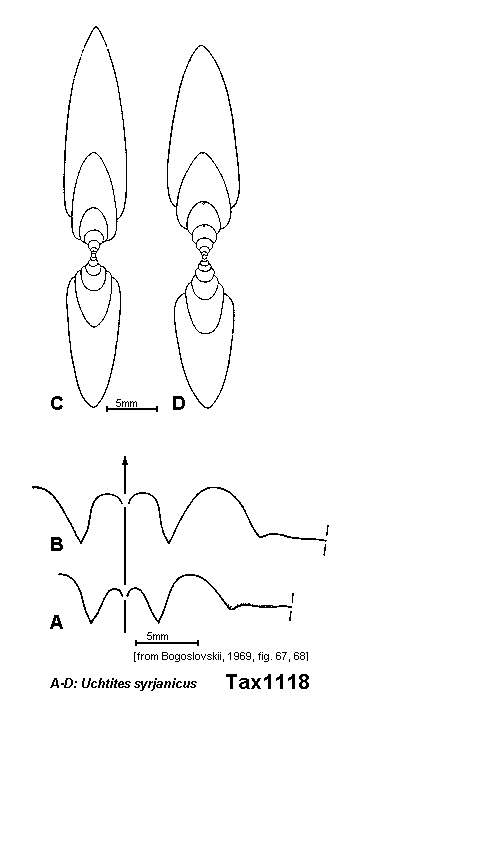 C 5mm D
B
A
5mm
[from Bogoslovskii, 1969, fig. 67, 68]
A-D: Uchtites syrjanicus Tax1118